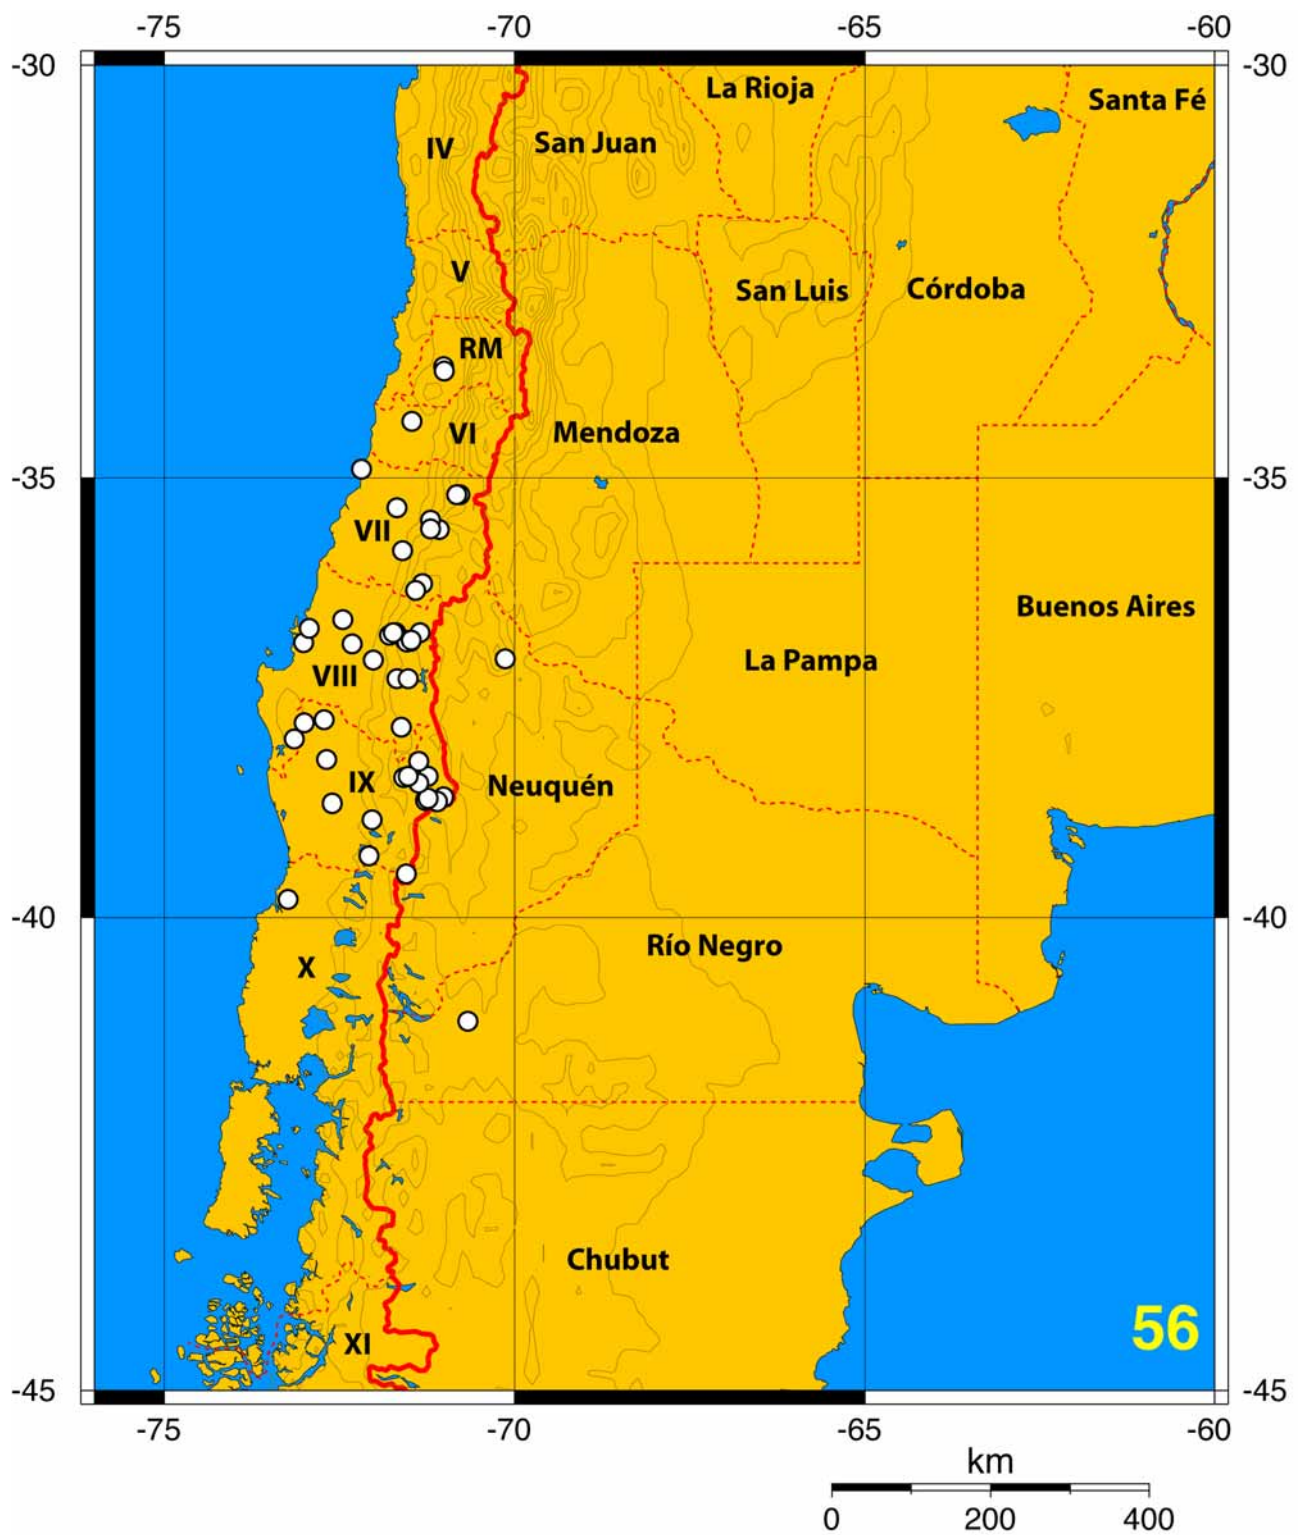 -75 -70 -65 -60
-30 -30
La Rioja
Santa Fé
IV San Juan
V
San Luis Córdoba
RM
VI Mendoza
-35 -35
VII
Buenos Aires
La Pampa
VIII
IX Neuquén
-40 -40
Río Negro
X
Chubut
56
XI
-45 -45
-75 -70 -65 -60
km
0 200 400